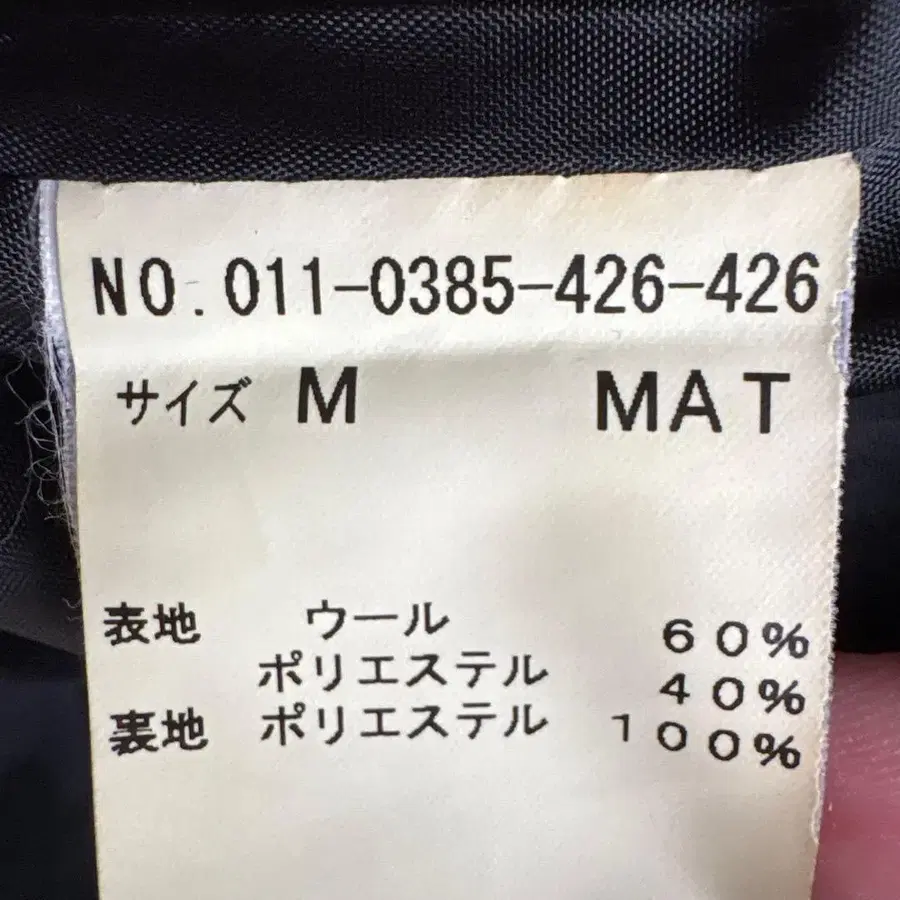 NO.011-0385-426-426
サイズ M MAT
表地 ウール 60%
ポリエステル 40%
裏地 ポリエステル 100%